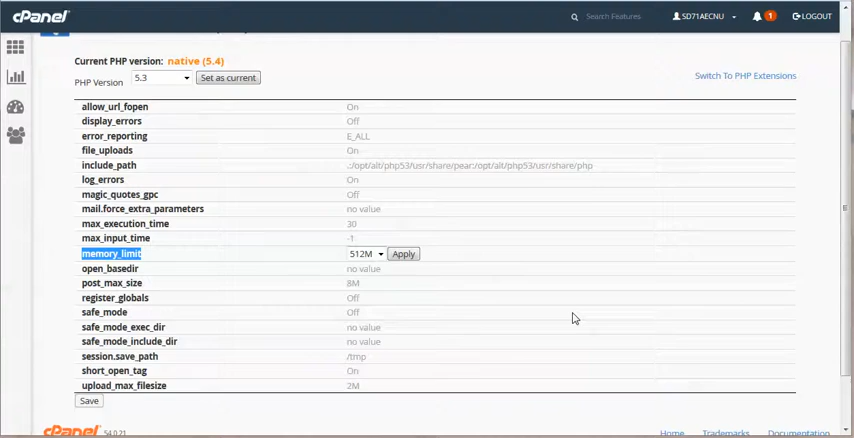 cPanel
Search Features
SD71AECNU
1
LOGOUT
Current PHP version: native (5.4)
PHP Version 5.3 Set as current
Switch To PHP Extensions
allow_url_fopen On
display_errors Off
error_reporting E_ALL
file_uploads On
include_path .:/opt/alt/php53/usr/share/pear:/opt/alt/php53/usr/share/php
log_errors On
magic_quotes_gpc Off
mail.force_extra_parameters no value
max_execution_time 30
max_input_time -1
memory_limit 512M Apply
open_basedir no value
post_max_size 8M
register_globals Off
safe_mode Off
safe_mode_exec_dir no value
safe_mode_include_dir no value
session.save_path /tmp
short_open_tag On
upload_max_filesize 2M
Save
cPanel 54.0.21 Home Trademarks Documentation